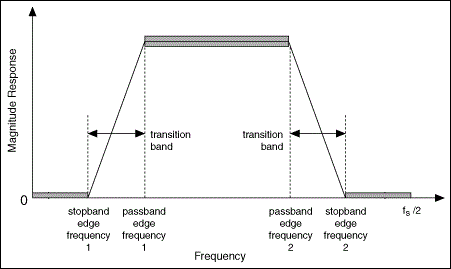 Magnitude Response
transition
band
transition
band
0
stopband
edge
frequency
1
passband
edge
frequency
1
passband
edge
frequency
2
stopband
edge
frequency
2
fs /2
Frequency